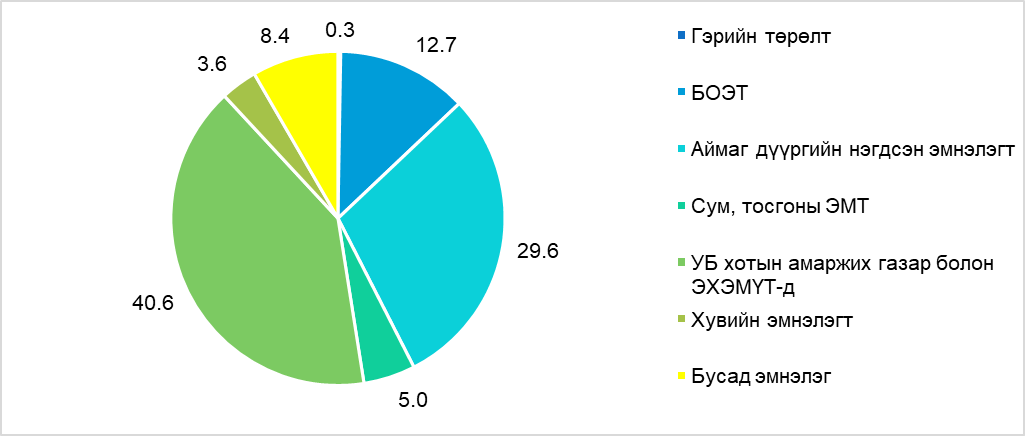 0.3
12.7
29.6
5.0
40.6
3.6
8.4
Гэрийн төрөлт
БОЭТ
Аймаг дүүргийн нэгдсэн эмнэлэгт
Сум, тосгоны ЭМТ
УБ хотын амаржих газар болон
ЭХЭМҮТ-д
Хувийн эмнэлэгт
Бусад эмнэлэг